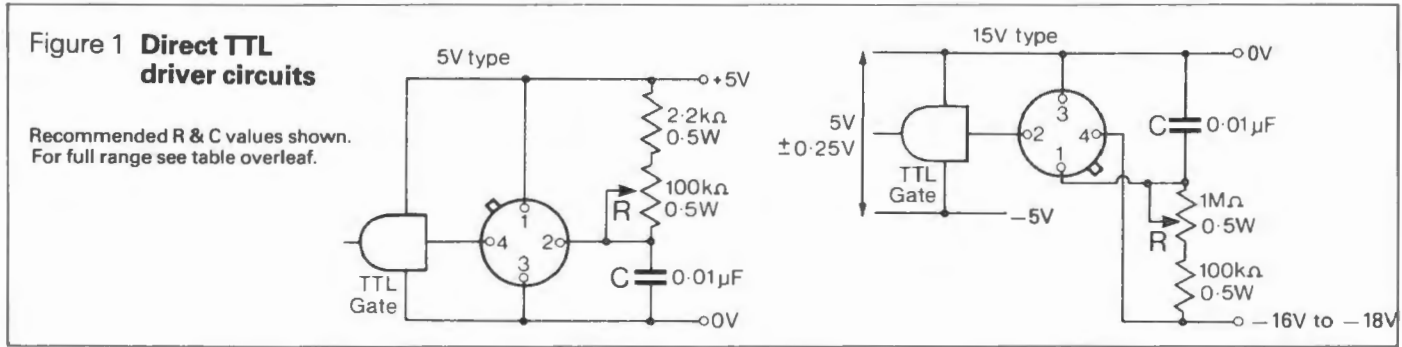 Figure 1 Direct TTL
driver circuits
Recommended R & C values shown.
For full range see table overleaf.
5V type
+5V
2·2kΩ
0·5W
100kΩ
0·5W
R
1
4
2
3
C
0·01µF
TTL
Gate
0V
15V type
0V
5V
±0·25V
3
2
4
1
C
0·01µF
TTL
Gate
−5V
1MΩ
0·5W
R
100kΩ
0·5W
−16V to −18V